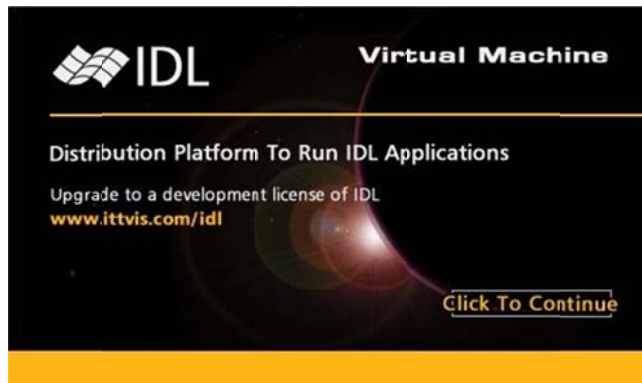 IDL
Virtual Machine
Distribution Platform To Run IDL Applications
Upgrade to a development license of IDL
www.ittvis.com/idl
Click To Continue